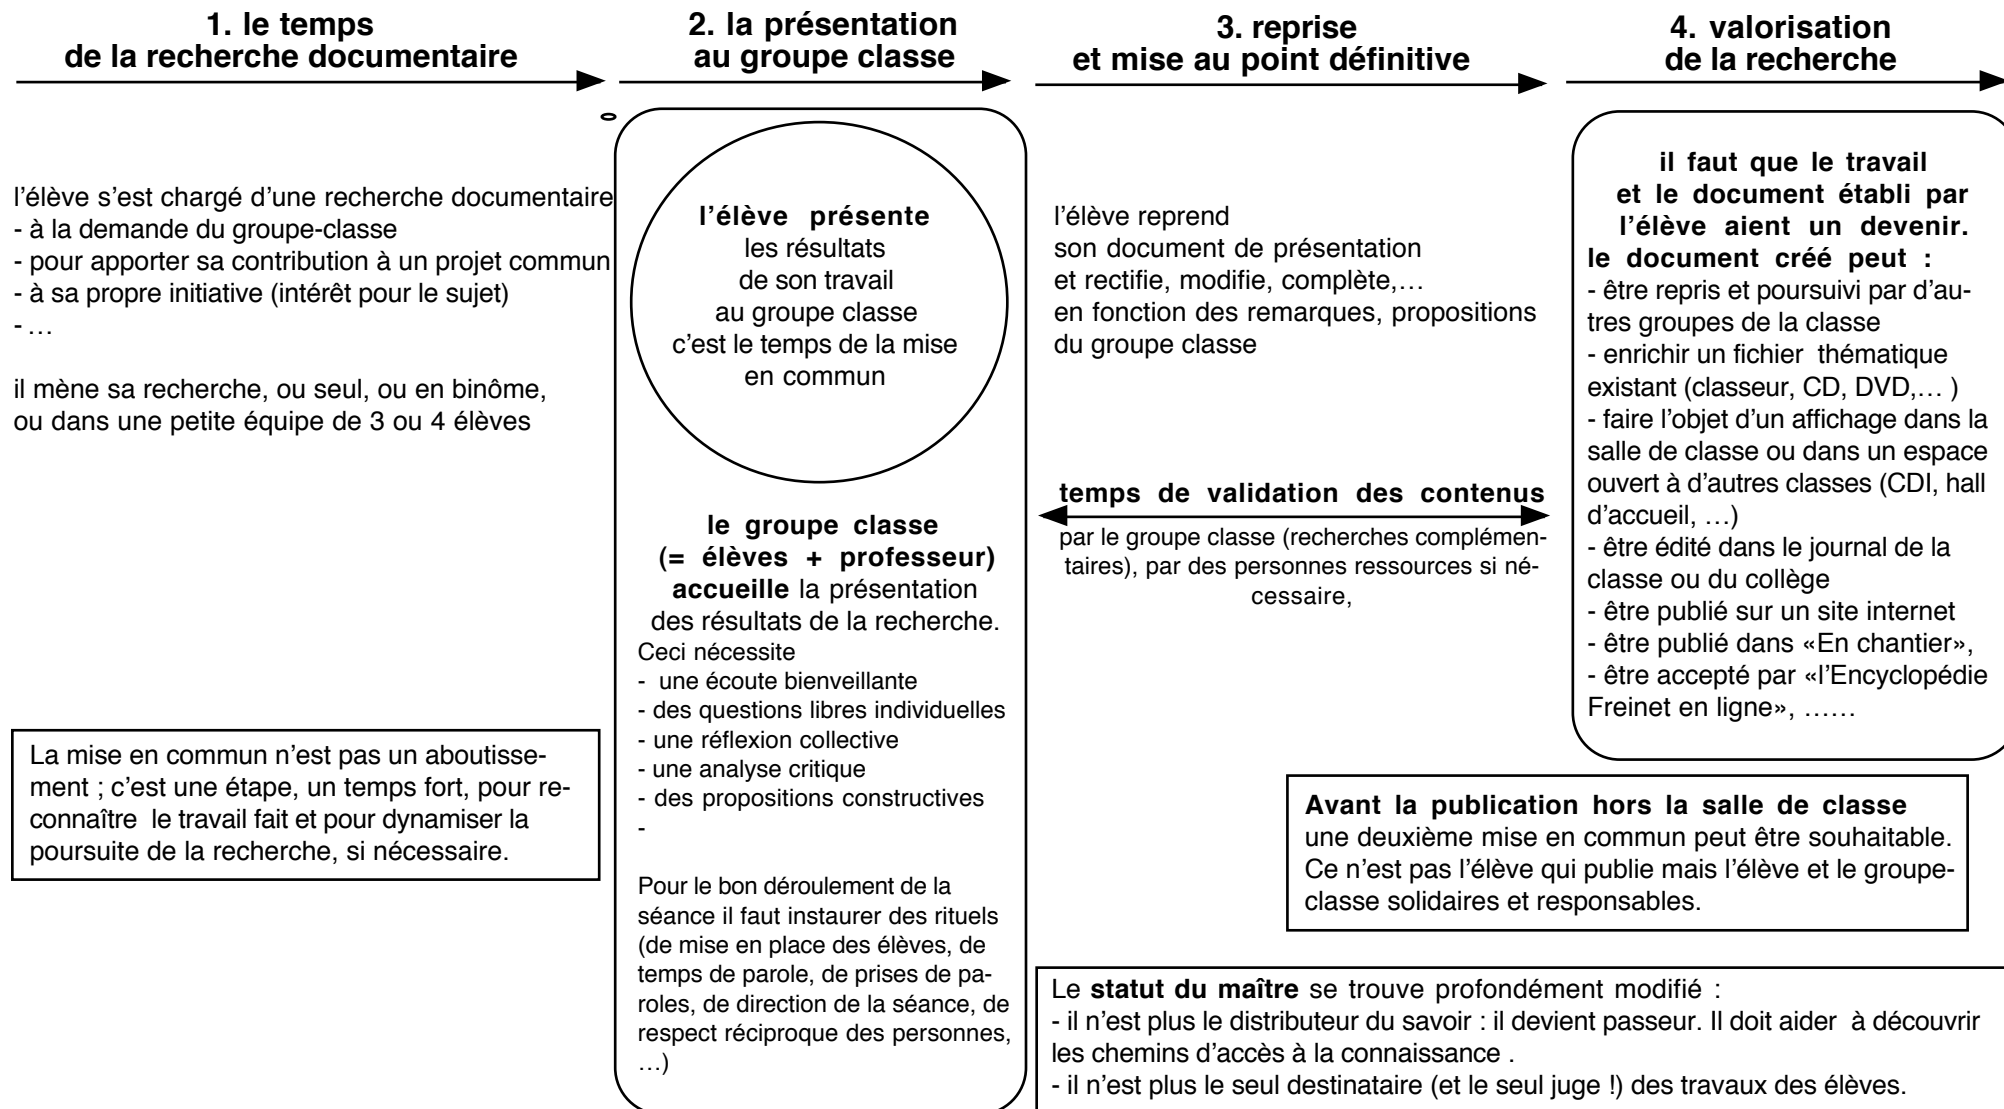 1. le temps
de la recherche documentaire
l'élève s'est chargé d'une recherche documentaire
- à la demande du groupe-classe
- pour apporter sa contribution à un projet commun
- à sa propre initiative (intérêt pour le sujet)
- …
il mène sa recherche, ou seul, ou en binôme,
ou dans une petite équipe de 3 ou 4 élèves
La mise en commun n'est pas un aboutisse-
ment ; c'est une étape, un temps fort, pour re-
connaître le travail fait et pour dynamiser la
poursuite de la recherche, si nécessaire.
2. la présentation
au groupe classe
l'élève présente
les résultats
de son travail
au groupe classe
c'est le temps de la mise
en commun
le groupe classe
(= élèves + professeur)
accueille la présentation
des résultats de la recherche.
Ceci nécessite
- une écoute bienveillante
- des questions libres individuelles
- une réflexion collective
- une analyse critique
- des propositions constructives
-
Pour le bon déroulement de la
séance il faut instaurer des rituels
(de mise en place des élèves, de
temps de parole, de prises de pa-
roles, de direction de la séance, de
respect réciproque des personnes,
…)
3. reprise
et mise au point définitive
l'élève reprend
son document de présentation
et rectifie, modifie, complète,…
en fonction des remarques, propositions
du groupe classe
temps de validation des contenus
par le groupe classe (recherches complémen-
taires), par des personnes ressources si né-
cessaire,
4. valorisation
de la recherche
il faut que le travail
et le document établi par
l'élève aient un devenir.
le document créé peut :
- être repris et poursuivi par d'au-
tres groupes de la classe
- enrichir un fichier thématique
existant (classeur, CD, DVD,… )
- faire l'objet d'un affichage dans la
salle de classe ou dans un espace
ouvert à d'autres classes (CDI, hall
d'accueil, …)
- être édité dans le journal de la
classe ou du collège
- être publié sur un site internet
- être publié dans «En chantier»,
- être accepté par «l'Encyclopédie
Freinet en ligne», ……
Avant la publication hors la salle de classe
une deuxième mise en commun peut être souhaitable.
Ce n'est pas l'élève qui publie mais l'élève et le groupe-
classe solidaires et responsables.
Le statut du maître se trouve profondément modifié :
- il n'est plus le distributeur du savoir : il devient passeur. Il doit aider à découvrir
les chemins d'accès à la connaissance .
- il n'est plus le seul destinataire (et le seul juge !) des travaux des élèves.